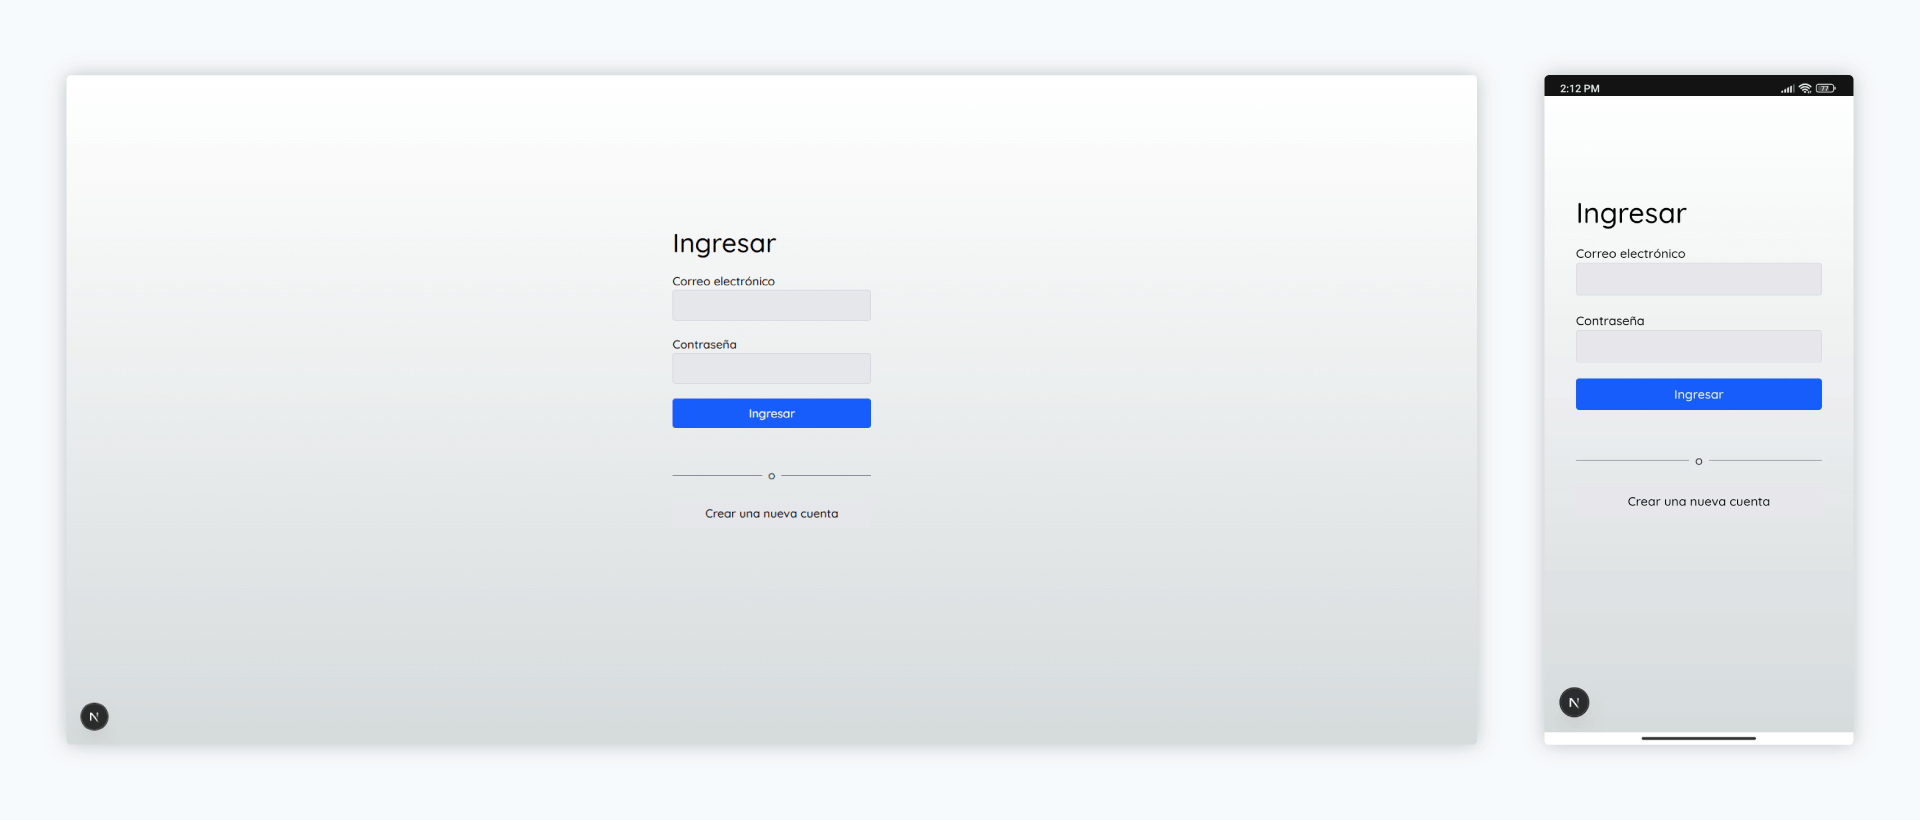 Ingresar
Correo electrónico
Contraseña
Ingresar
o
Crear una nueva cuenta
N
2:12 PM
77
Ingresar
Correo electrónico
Contraseña
Ingresar
o
Crear una nueva cuenta
N